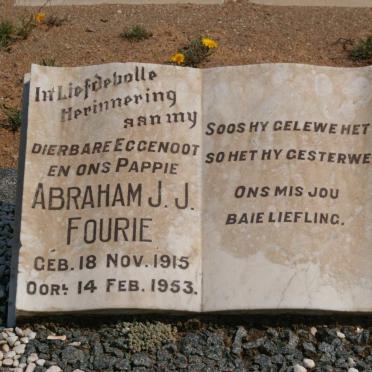 In Liefdevolle
Herinnering
aan my
DIERBARE EGGENOOT
EN ONS PAPPIE
ABRAHAM J. J.
FOURIE
GEB. 18 NOV. 1915
OORL. 14 FEB. 1953.
SOOS HY GELEWE HET
SO HET HY GESTERWE
ONS MIS JOU
BAIE LIEFLING.